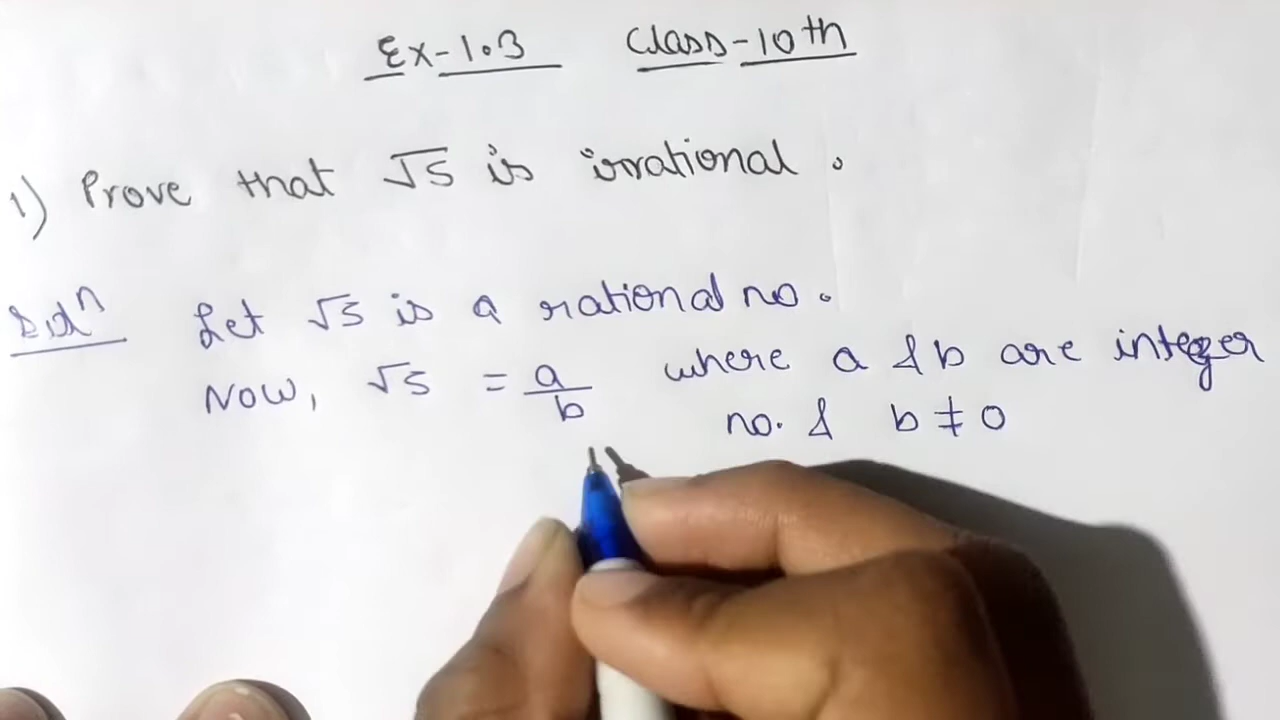 Ex-1.3 Class-10th
1) Prove that √5 is irrational.
Solⁿ Let √5 is a rational no.
Now, √5 = a/b where a & b are integer
no. & b ≠ 0